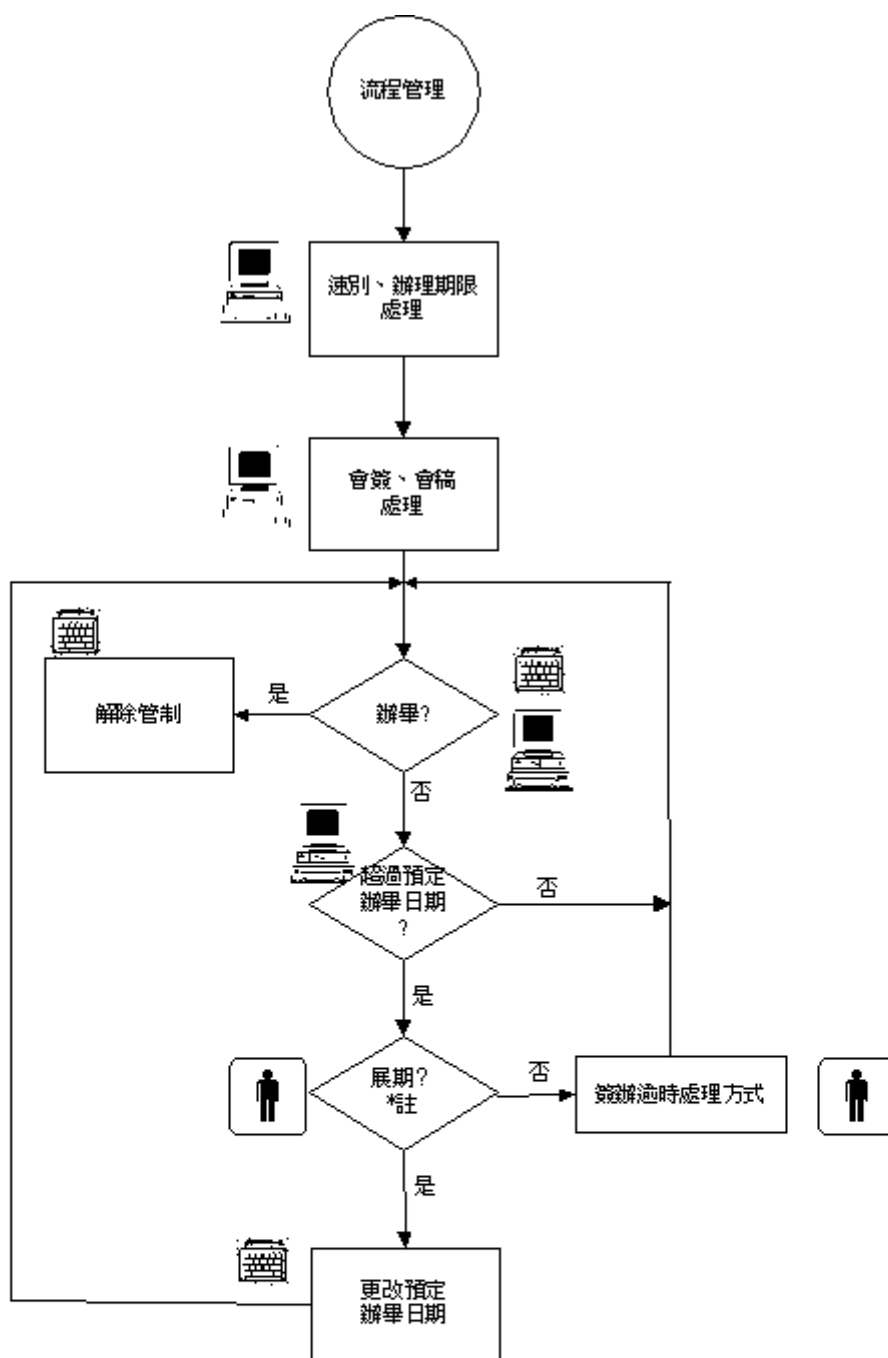 流程管理
速別、辦理期限
處理
會簽、會稿
處理
是
解除管制
辦畢?
否
超過預定
辦畢日期
?
否
是
展期?
*註
否
簽辦逾時處理方式
是
更改預定
辦畢日期